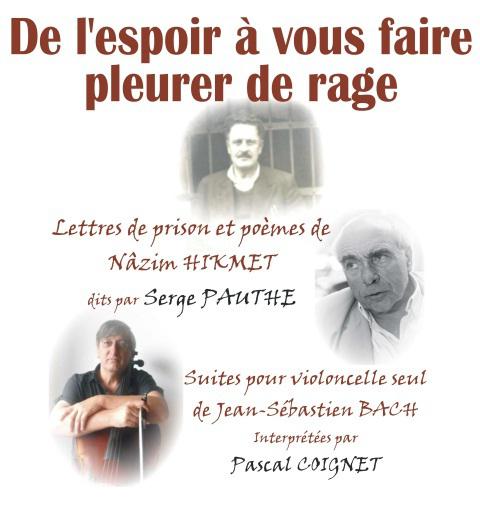 De l'espoir à vous faire
pleurer de rage
Lettres de prison et poèmes de
Nâzim HIKMET
dits par Serge PAUTHE
Suites pour violoncelle seul
de Jean-Sébastien BACH
Interprétées par
Pascal COIGNET